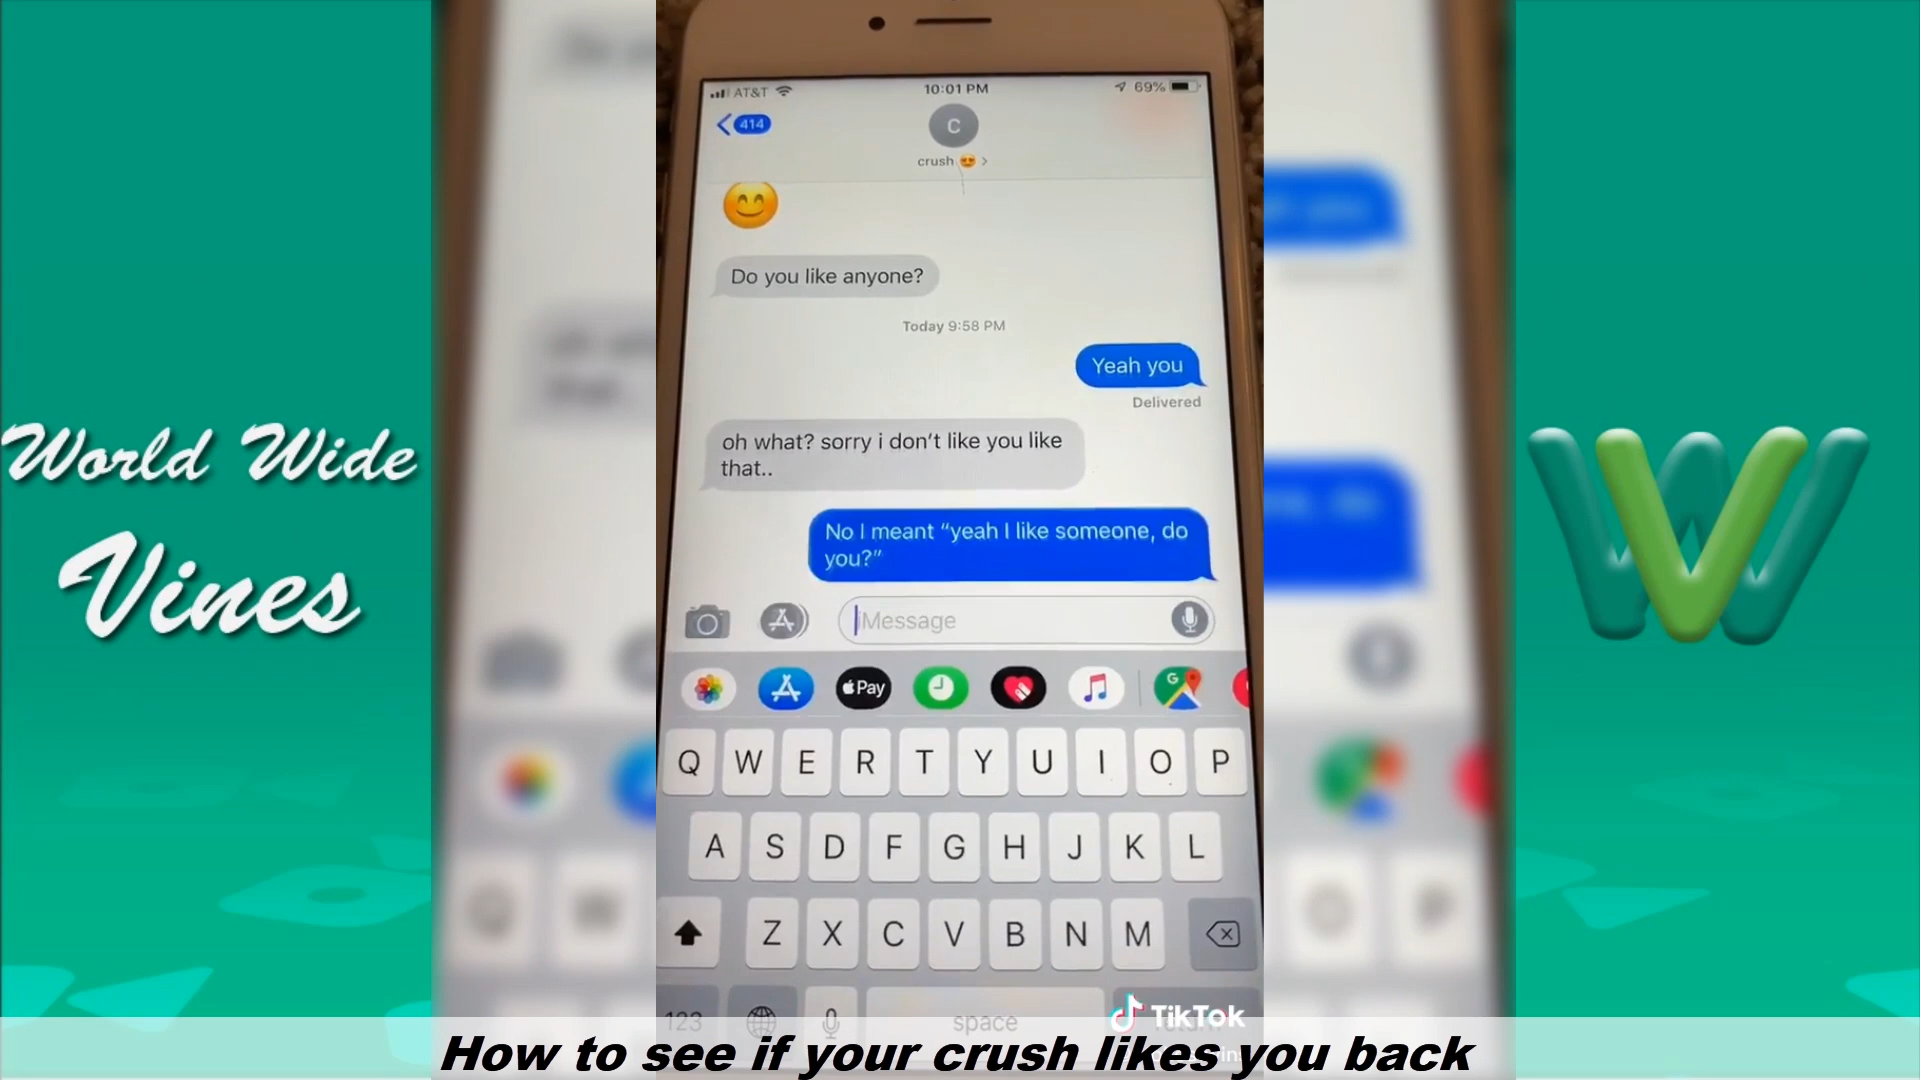 World Wide
Vines
AT&T
10:01 PM
69%
414
C
crush 😍 >
😊
Do you like anyone?
Today 9:58 PM
Yeah you
Delivered
oh what? sorry i don't like you like
that..
No I meant “yeah I like someone, do
you?”
iMessage
Pay
G
Q W E R T Y U I O P
A S D F G H J K L
Z X C V B N M
123
space
TikTok
How to see if your crush likes you back
W